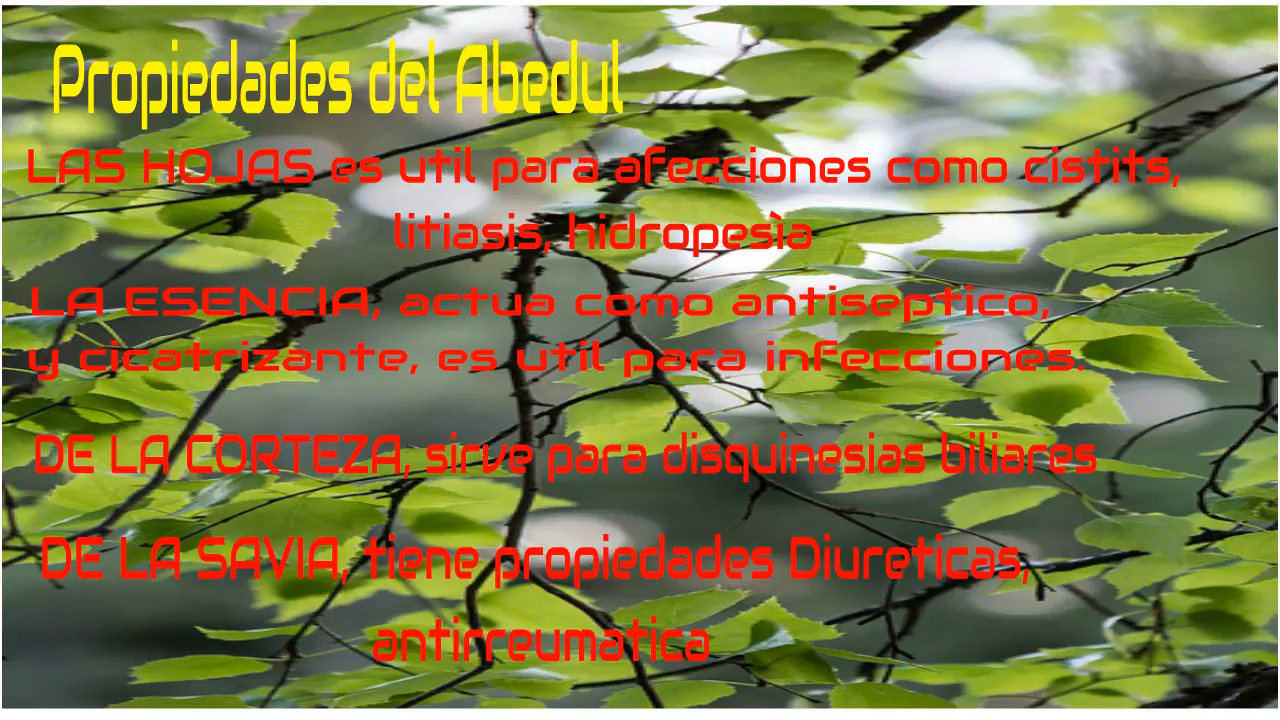 Propiedades del Abedul
LAS HOJAS es util para afecciones como cistits,
litiasis, hidropesìa
LA ESENCIA, actua como antiseptico,
y cicatrizante, es util para infecciones.
DE LA CORTEZA, sirve para disquinesias biliares
DE LA SAVIA, tiene propiedades Diureticas,
antirreumatica